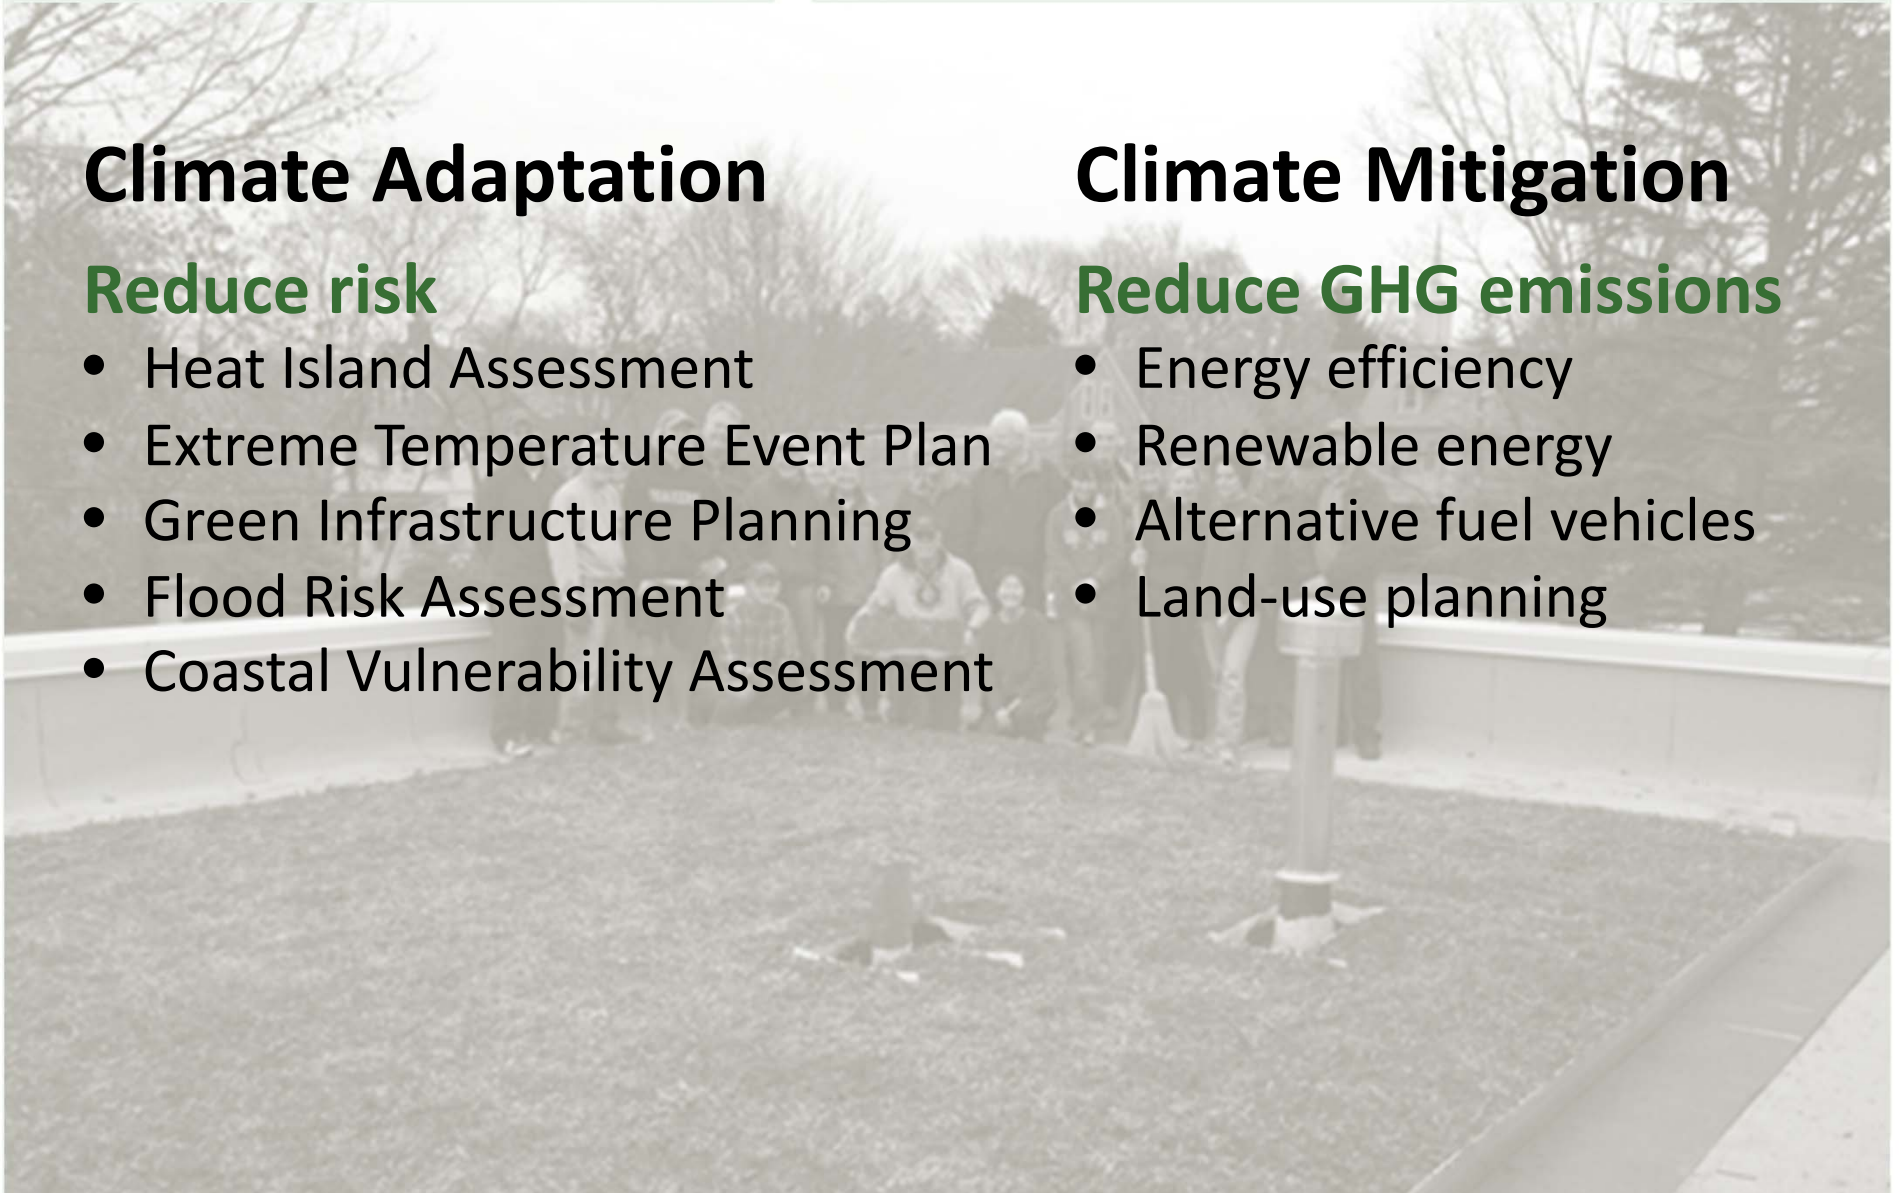 Climate Adaptation
Reduce risk
• Heat Island Assessment
• Extreme Temperature Event Plan
• Green Infrastructure Planning
• Flood Risk Assessment
• Coastal Vulnerability Assessment
Climate Mitigation
Reduce GHG emissions
• Energy efficiency
• Renewable energy
• Alternative fuel vehicles
• Land-use planning